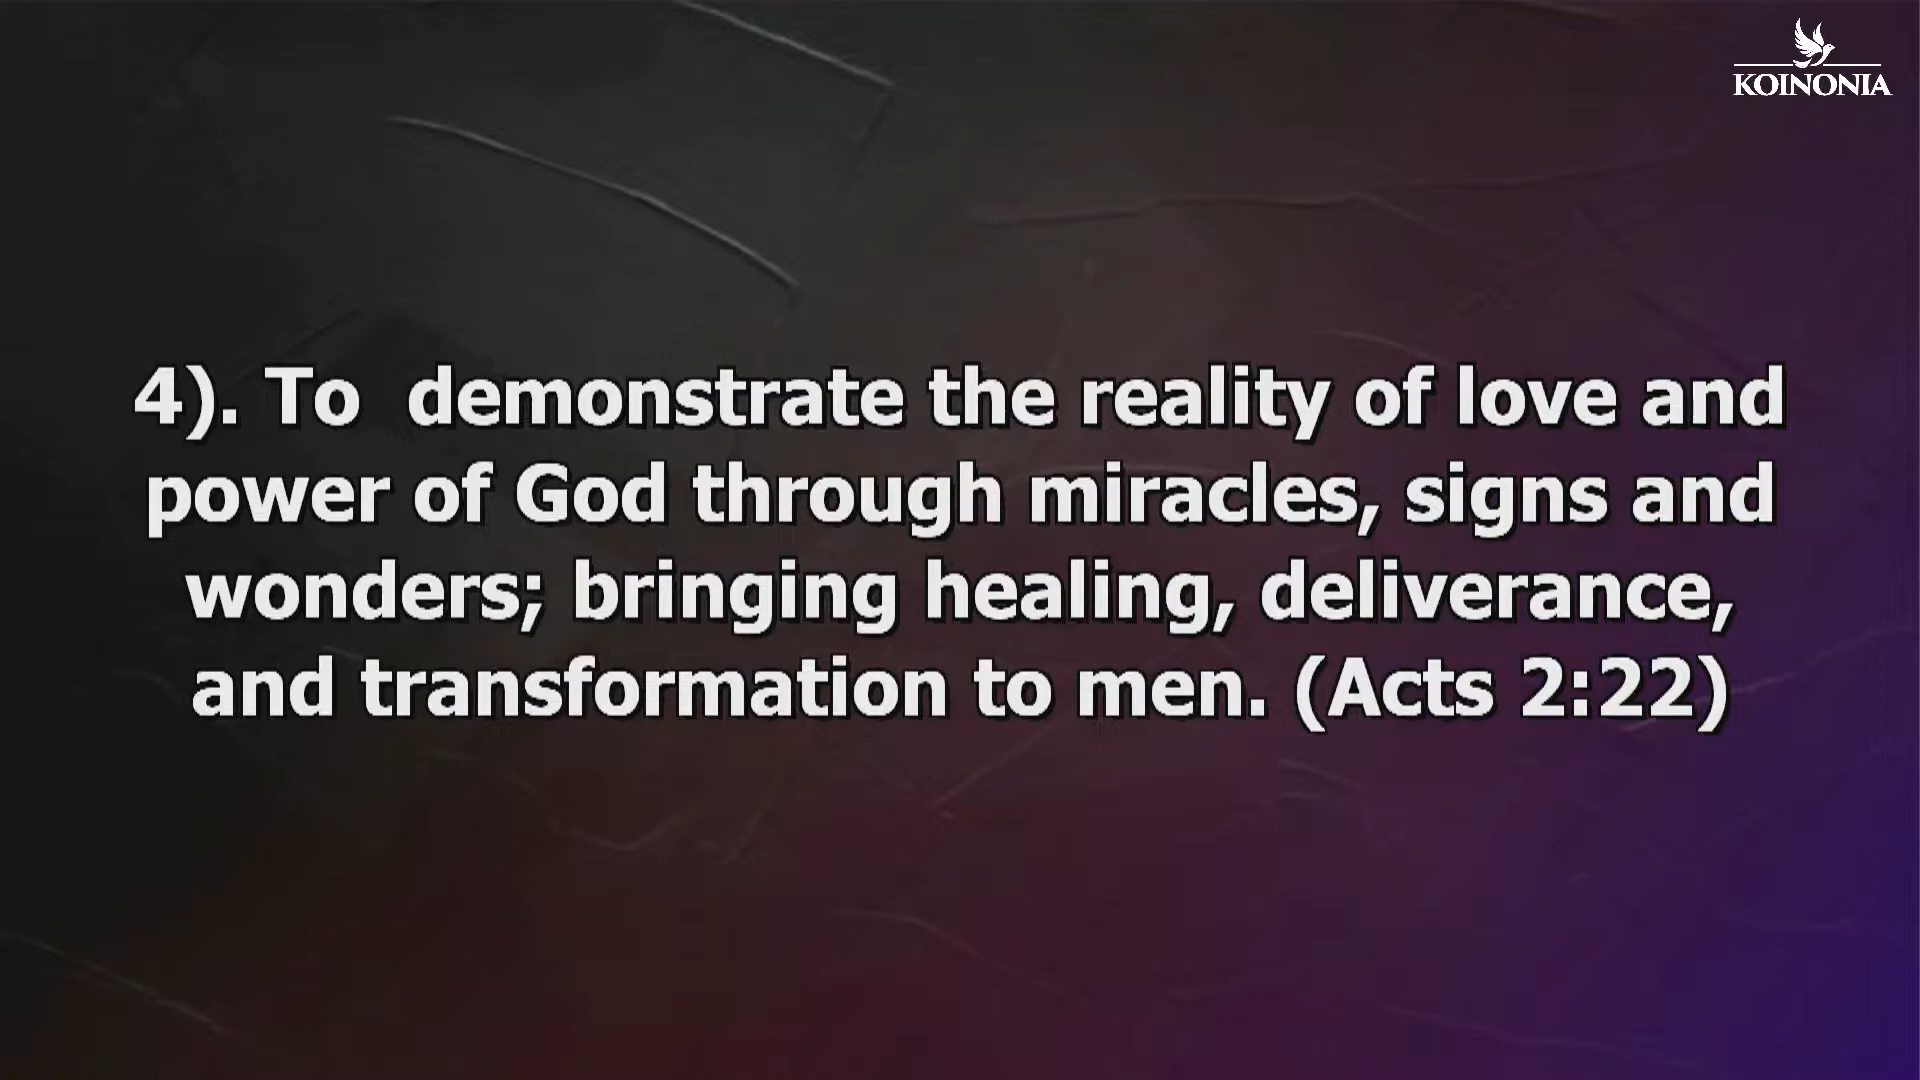 KOINONIA
4). To  demonstrate the reality of love and
power of God through miracles, signs and
wonders; bringing healing, deliverance,
and transformation to men. (Acts 2:22)